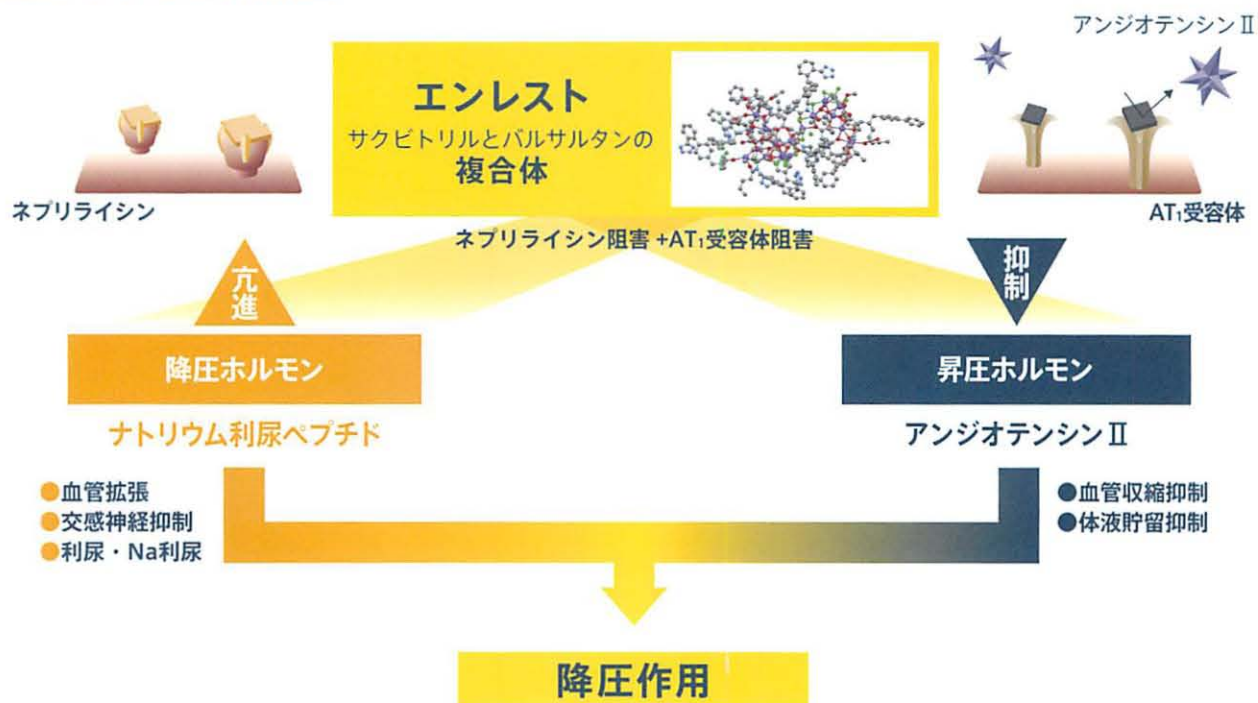 アンジオテンシンⅡ
エンレスト
サクビトリルとバルサルタンの
複合体
ネプリライシン
AT₁受容体
ネプリライシン阻害+AT₁受容体阻害
亢進
抑制
降圧ホルモン
昇圧ホルモン
ナトリウム利尿ペプチド
アンジオテンシンⅡ
●血管拡張
●交感神経抑制
●利尿・Na利尿
●血管収縮抑制
●体液貯留抑制
降圧作用